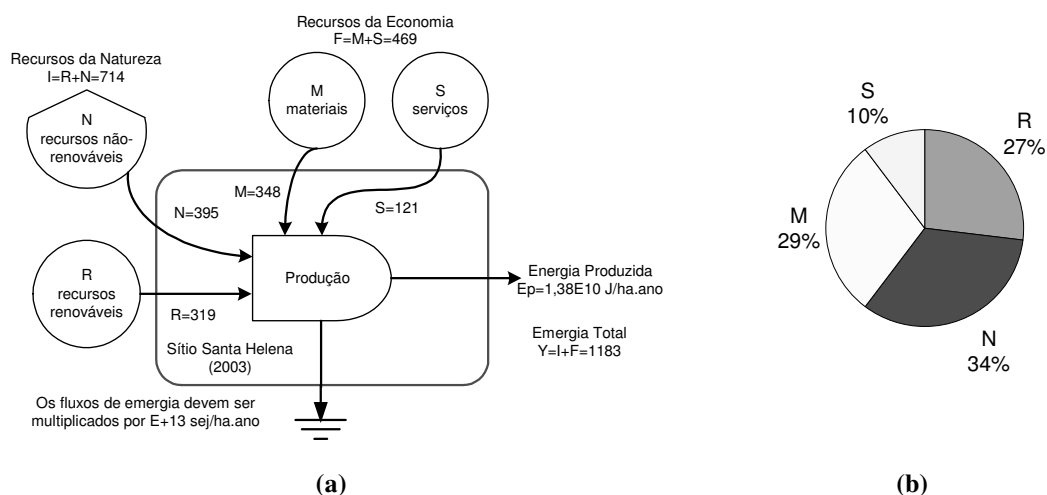 Recursos da Economia
F=M+S=469
Recursos da Natureza
I=R+N=714
N
recursos não-
renováveis
M
materiais
S
serviços
M=348
S=121
N=395
Produção
R
recursos
renováveis
R=319
Energia Produzida
Ep=1,38E10 J/ha.ano
Emergia Total
Y=I+F=1183
Sítio Santa Helena
(2003)
Os fluxos de emergia devem ser
multiplicados por E+13 sej/ha.ano
(a)
S
10%
R
27%
M
29%
N
34%
(b)